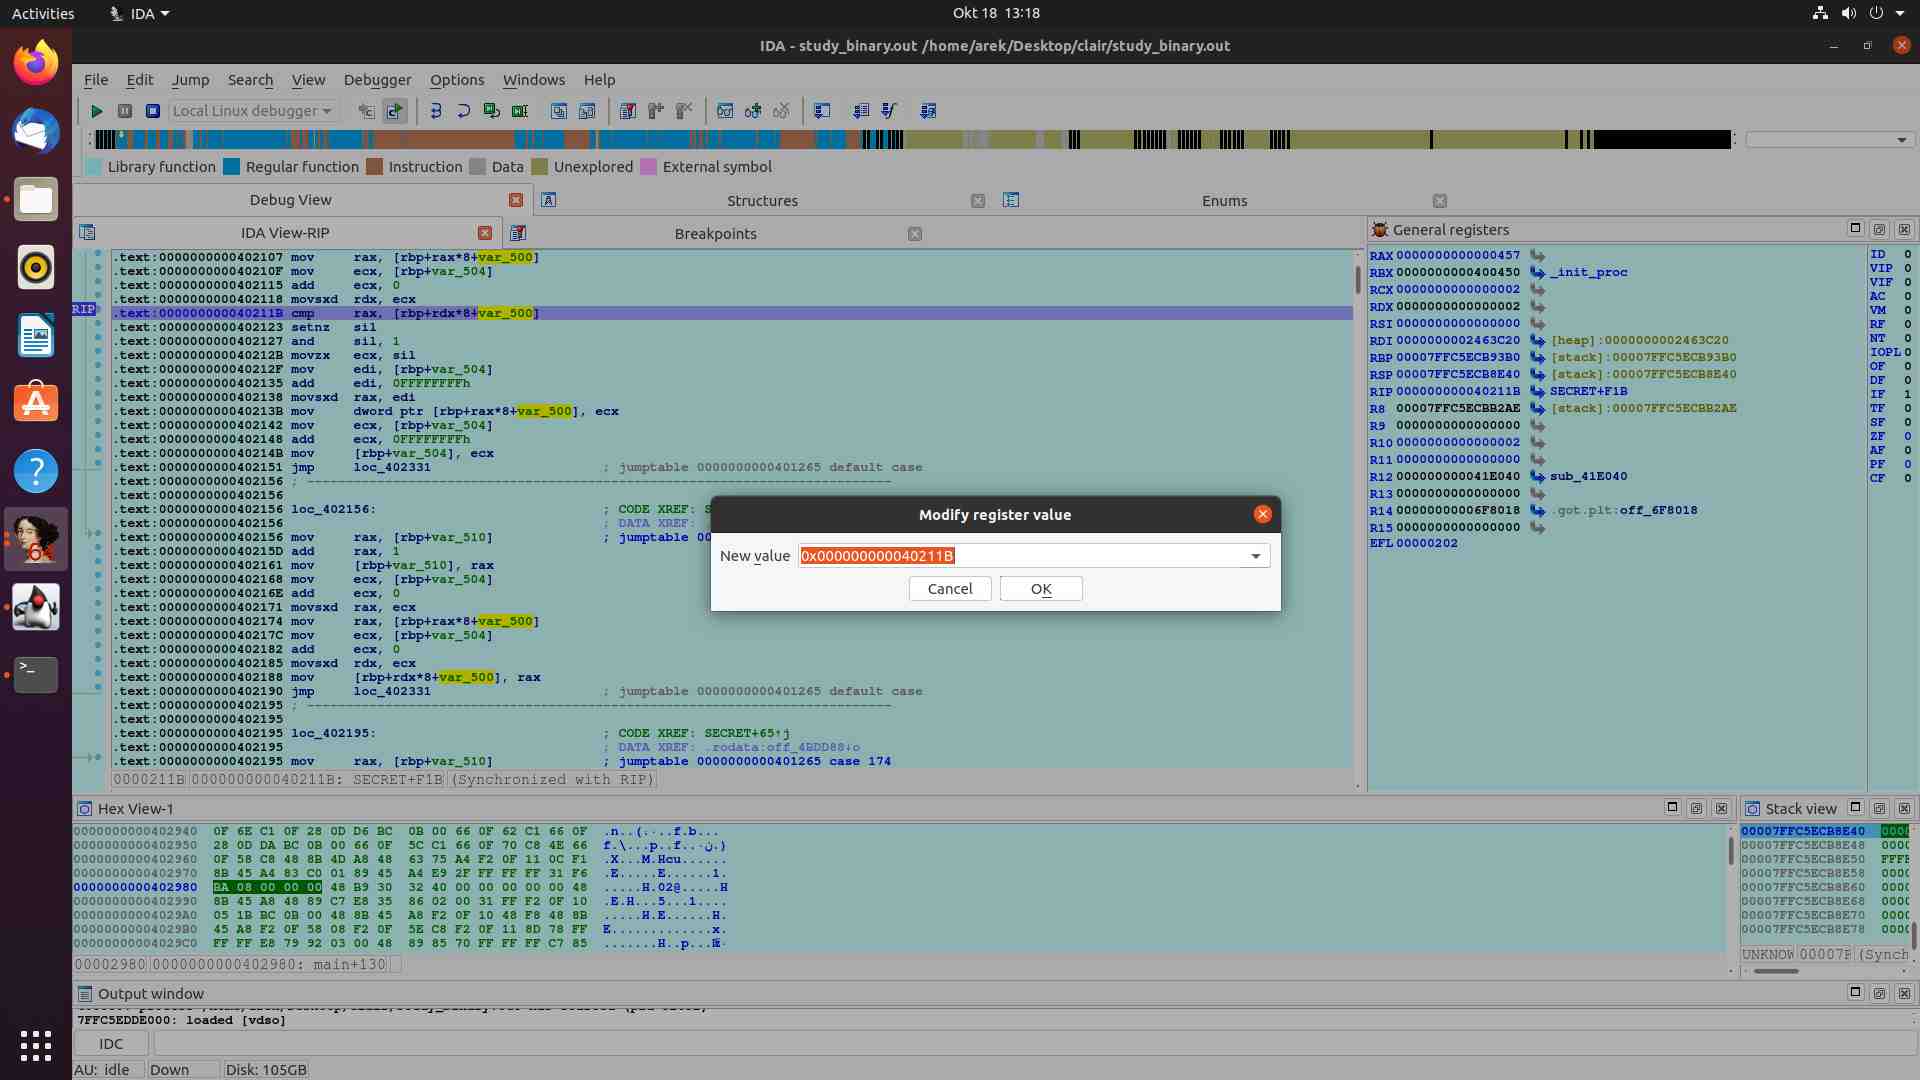 Activities IDA Okt 18 13:18
IDA - study_binary.out /home/arek/Desktop/clair/study_binary.out
File Edit Jump Search View Debugger Options Windows Help
Local Linux debugger
Library function Regular function Instruction Data Unexplored External symbol
Debug View Structures Enums
IDA View-RIP Breakpoints
RIP
.text:0000000000402107 mov rax, [rbp+rax*8+var_500]
.text:000000000040210F mov ecx, [rbp+var_504]
.text:0000000000402115 add ecx, 0
.text:0000000000402118 movsxd rdx, ecx
.text:000000000040211B cmp rax, [rbp+rdx*8+var_500]
.text:0000000000402123 setnz sil
.text:0000000000402127 and sil, 1
.text:000000000040212B movzx ecx, sil
.text:000000000040212F mov edi, [rbp+var_504]
.text:0000000000402135 add edi, 0FFFFFFFFh
.text:0000000000402138 movsxd rax, edi
.text:000000000040213B mov dword ptr [rbp+rax*8+var_500], ecx
.text:0000000000402142 mov ecx, [rbp+var_504]
.text:0000000000402148 add ecx, 0FFFFFFFFh
.text:000000000040214B mov [rbp+var_504], ecx
.text:0000000000402151 jmp loc_402331 ; jumptable 0000000000401265 default case
.text:0000000000402156 ; ---------------------------------------------------------------------------
.text:0000000000402156
.text:0000000000402156 loc_402156: ; CODE XREF: S
.text:0000000000402156 ; DATA XREF:
.text:0000000000402156 mov rax, [rbp+var_510] ; jumptable 00
.text:000000000040215D add rax, 1
.text:0000000000402161 mov [rbp+var_510], rax
.text:0000000000402168 mov ecx, [rbp+var_504]
.text:000000000040216E add ecx, 0
.text:0000000000402171 movsxd rax, ecx
.text:0000000000402174 mov rax, [rbp+rax*8+var_500]
.text:000000000040217C mov ecx, [rbp+var_504]
.text:0000000000402182 add ecx, 0
.text:0000000000402185 movsxd rdx, ecx
.text:0000000000402188 mov [rbp+rdx*8+var_500], rax
.text:0000000000402190 jmp loc_402331 ; jumptable 0000000000401265 default case
.text:0000000000402195 ; ---------------------------------------------------------------------------
.text:0000000000402195
.text:0000000000402195 loc_402195: ; CODE XREF: SECRET+65↑j
.text:0000000000402195 ; DATA XREF: .rodata:off_4BDD88↓o
.text:0000000000402195 mov rax, [rbp+var_510] ; jumptable 0000000000401265 case 174
0000211B 000000000040211B: SECRET+F1B (Synchronized with RIP)
General registers
RAX 0000000000000457
RBX 0000000000400450 _init_proc
RCX 0000000000000002
RDX 0000000000000002
RSI 0000000000000000
RDI 0000000002463C20 [heap]:0000000002463C20
RBP 00007FFC5ECB93B0 [stack]:00007FFC5ECB93B0
RSP 00007FFC5ECB8E40 [stack]:00007FFC5ECB8E40
RIP 000000000040211B SECRET+F1B
R8 00007FFC5ECBB2AE [stack]:00007FFC5ECBB2AE
R9 0000000000000000
R10 0000000000000002
R11 0000000000000000
R12 000000000041E040 sub_41E040
R13 0000000000000000
R14 00000000006F8018 .got.plt:off_6F8018
R15 0000000000000000
EFL 00000202
ID 0
VIP 0
VIF 0
AC 0
VM 0
RF 0
NT 0
IOPL 0
OF 0
DF 0
IF 1
TF 0
SF 0
ZF 0
AF 0
PF 0
CF 0
Modify register value
New value 0x000000000040211B
Cancel OK
Hex View-1
0000000000402940 0F 6E C1 0F 28 0D D6 BC 0B 00 66 0F 62 C1 66 0F
0000000000402950 28 0D DA BC 0B 00 66 0F 5C C1 66 0F 70 C8 4E 66
0000000000402960 0F 58 C8 48 8B 4D A8 48 63 75 A4 F2 0F 11 0C F1
0000000000402970 8B 45 A4 83 C0 01 89 45 A4 E9 2F FF FF FF 31 F6
0000000000402980 BA 08 00 00 00 48 B9 30 32 40 00 00 00 00 00 48 .....H.02@.....H
0000000000402990 8B 45 A8 48 89 C7 E8 35 86 02 00 31 FF F2 0F 10 .E.H...5...1....
00000000004029A0 05 1B BC 0B 00 48 8B 45 A8 F2 0F 10 48 F8 48 8B .....H.E....H.H.
00000000004029B0 45 A8 F2 0F 58 08 F2 0F 5E C8 F2 0F 11 8D 78 FF
00000000004029C0 FF FF E8 79 92 03 00 48 89 85 70 FF FF FF C7 85
00002980 0000000000402980: main+130
Stack view
00007FFC5ECB8E40 0000
00007FFC5ECB8E48 0000
00007FFC5ECB8E50 FFFF
00007FFC5ECB8E58 0000
00007FFC5ECB8E60 0000
00007FFC5ECB8E68 0000
00007FFC5ECB8E70 0000
00007FFC5ECB8E78 0000
UNKNOW 00007F (Synch
Output window
7FFC5EDDE000: loaded [vdso]
IDC
AU: idle Down Disk: 105GB